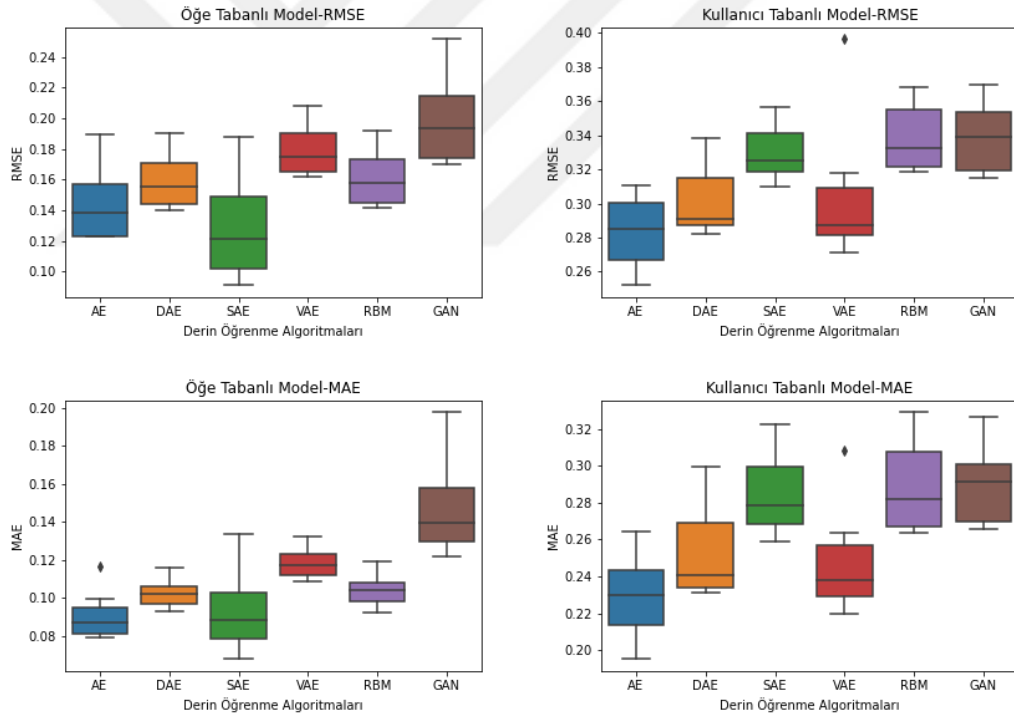 Öğe Tabanlı Model-RMSE
RMSE
0.24
0.22
0.20
0.18
0.16
0.14
0.12
0.10
AE DAE SAE VAE RBM GAN
Derin Öğrenme Algoritmaları
Kullanıcı Tabanlı Model-RMSE
RMSE
0.40
0.36
0.34
0.32
0.30
0.28
0.26
AE DAE SAE VAE RBM GAN
Derin Öğrenme Algoritmaları
Öğe Tabanlı Model-MAE
MAE
0.20
0.18
0.16
0.14
0.12
0.10
0.08
AE DAE SAE VAE RBM GAN
Derin Öğrenme Algoritmaları
Kullanıcı Tabanlı Model-MAE
MAE
0.32
0.30
0.28
0.26
0.24
0.22
0.20
AE DAE SAE VAE RBM GAN
Derin Öğrenme Algoritmaları